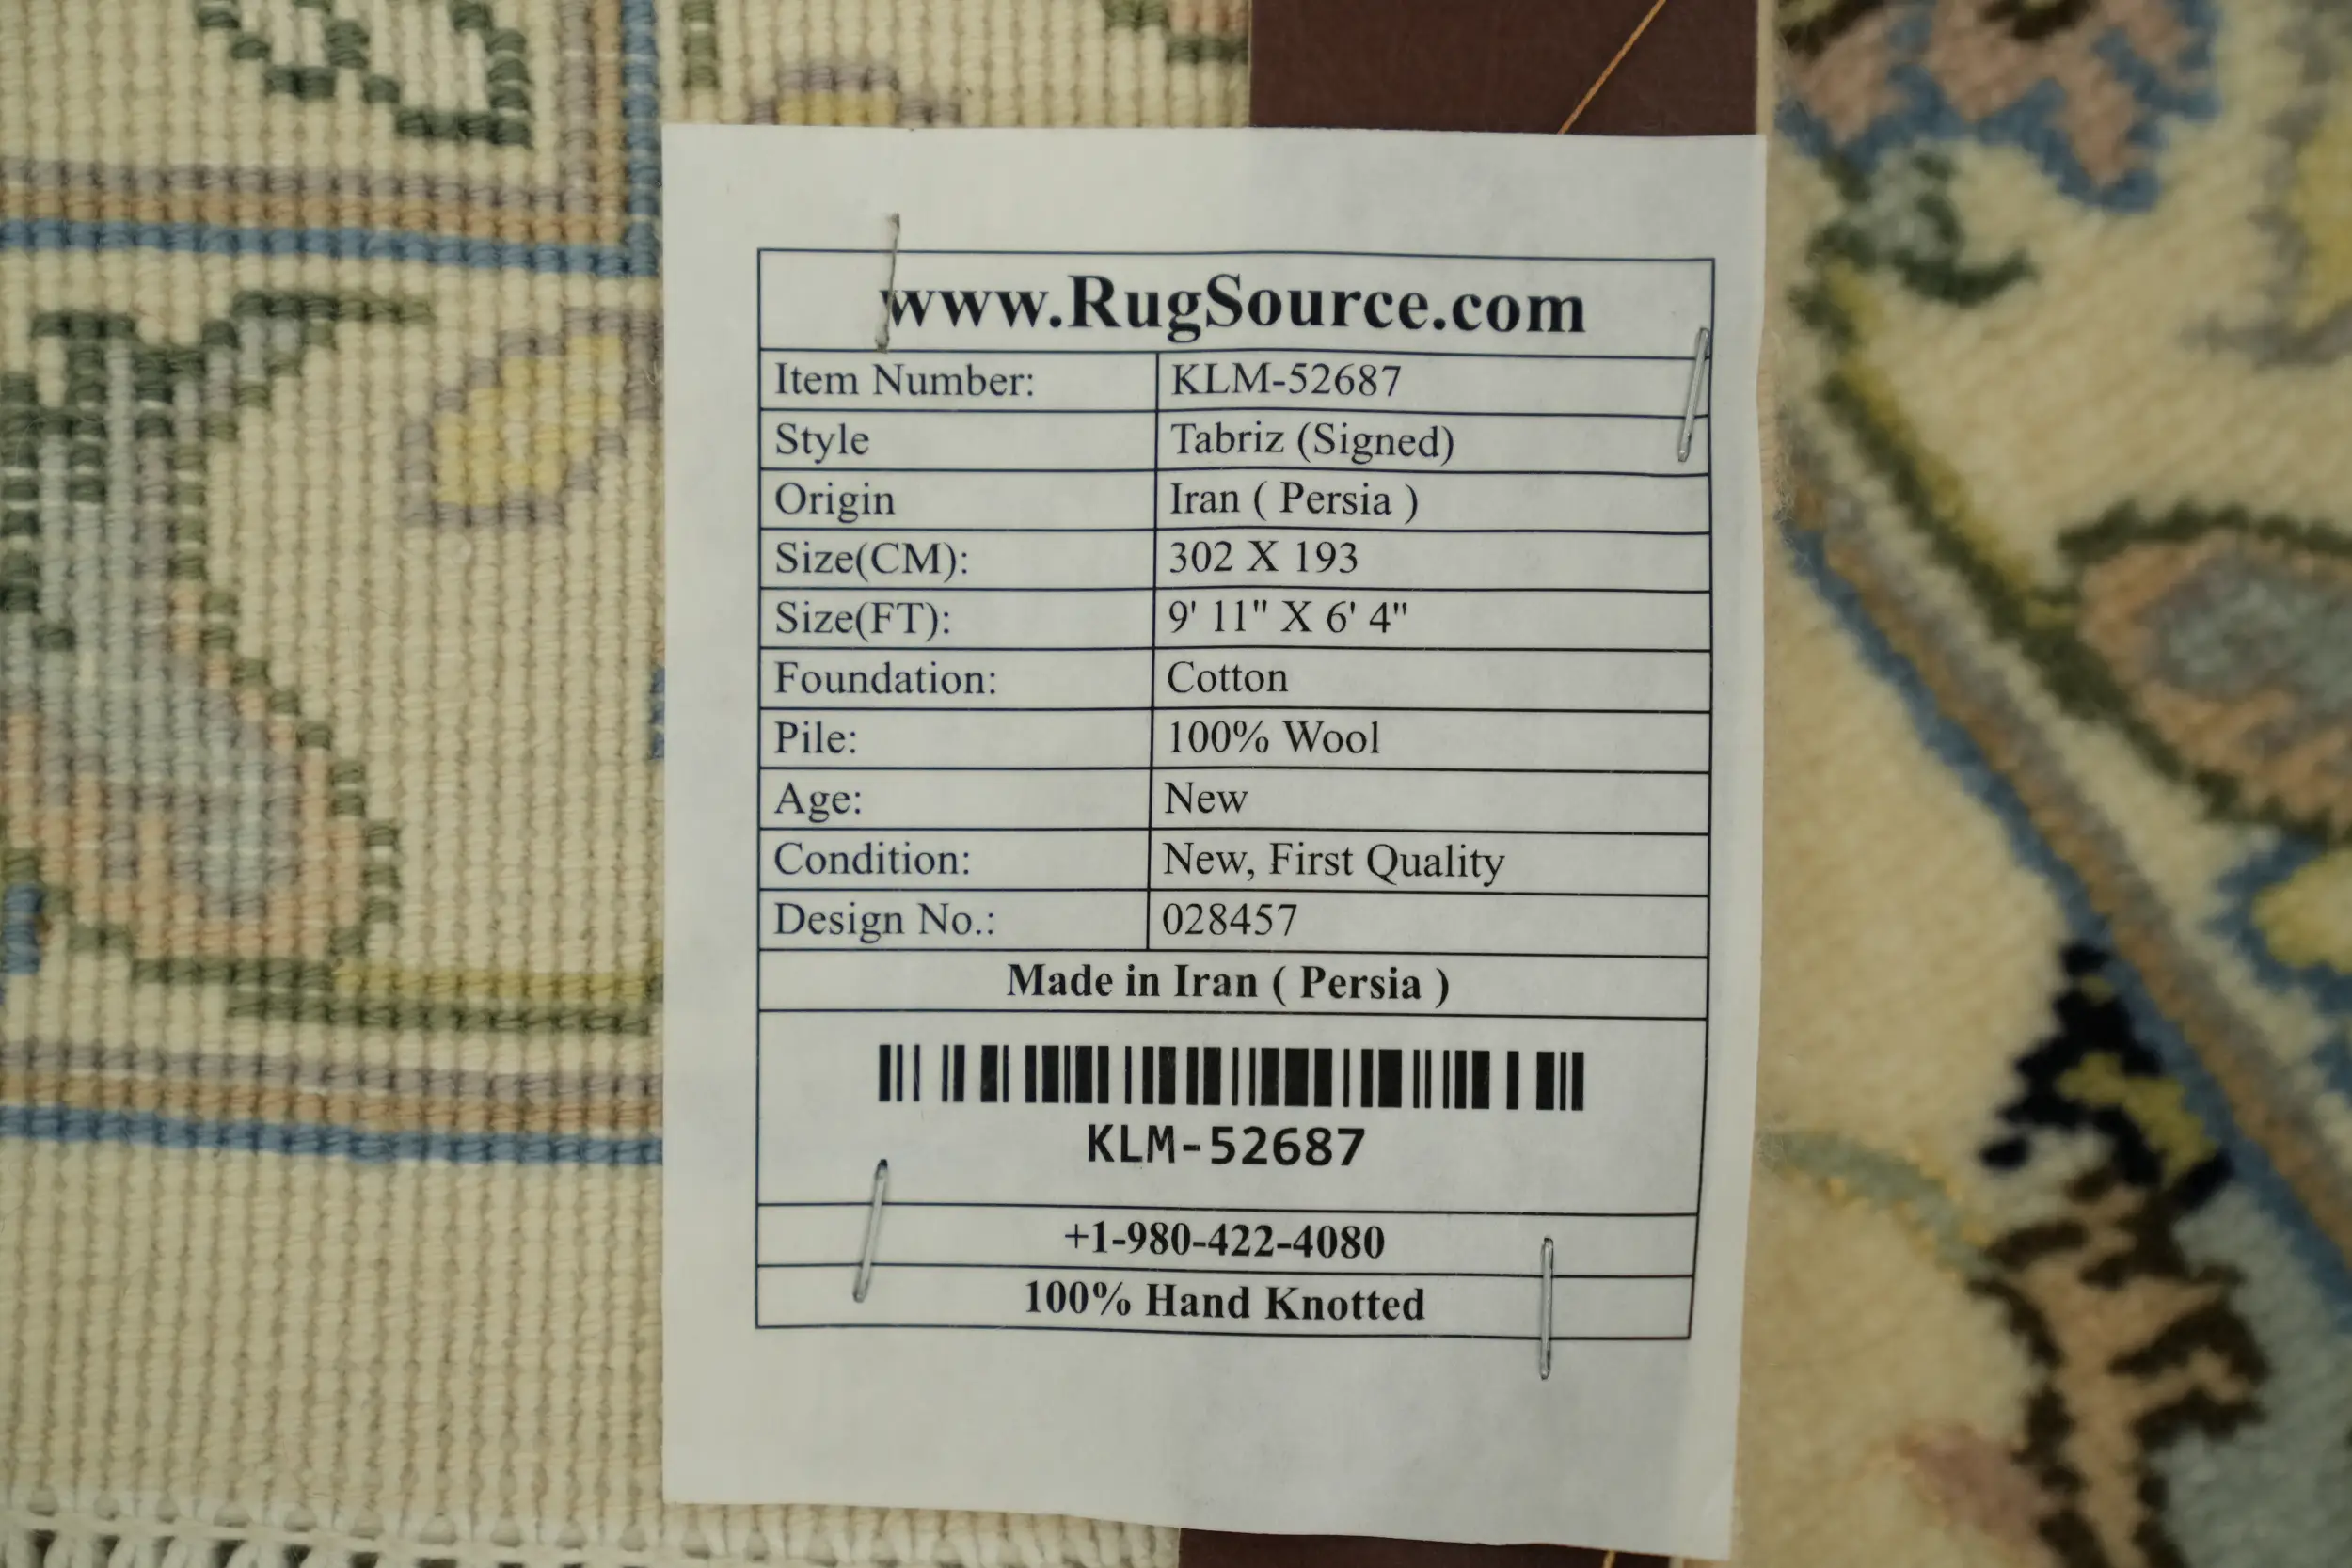 www.RugSource.com
Item Number: KLM-52687
Style Tabriz (Signed)
Origin Iran ( Persia )
Size(CM): 302 X 193
Size(FT): 9' 11" X 6' 4"
Foundation: Cotton
Pile: 100% Wool
Age: New
Condition: New, First Quality
Design No.: 028457
Made in Iran ( Persia )
KLM-52687
+1-980-422-4080
100% Hand Knotted